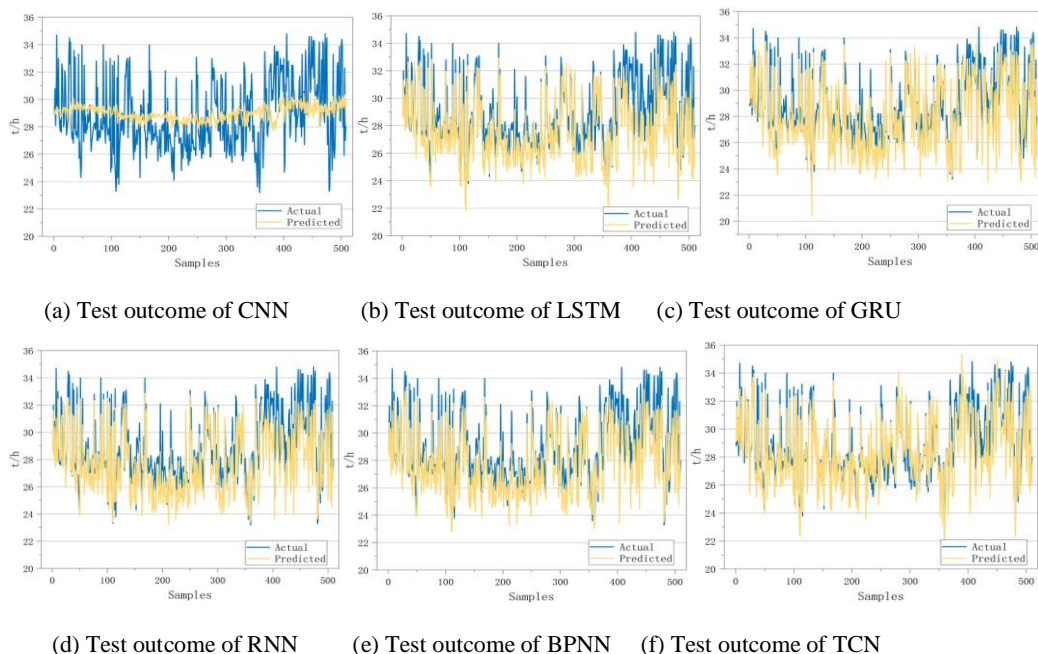 36
34
32
30
28
26
24
22
20
t/h
Actual
Predicted
0 100 200 300 400 500
Samples
36
34
32
30
28
26
24
22
20
t/h
Actual
Predicted
0 100 200 300 400 500
Samples
36
34
32
30
28
26
24
22
20
t/h
Actual
Predicted
0 100 200 300 400 500
Samples
(a) Test outcome of CNN (b) Test outcome of LSTM (c) Test outcome of GRU
36
34
32
30
28
26
24
22
20
t/h
Actual
Predicted
0 100 200 300 400 500
Samples
36
34
32
30
28
26
24
22
20
t/h
Actual
Predicted
0 100 200 300 400 500
Samples
36
34
32
30
28
26
24
22
20
t/h
Actual
Predicted
0 100 200 300 400 500
Samples
(d) Test outcome of RNN (e) Test outcome of BPNN (f) Test outcome of TCN